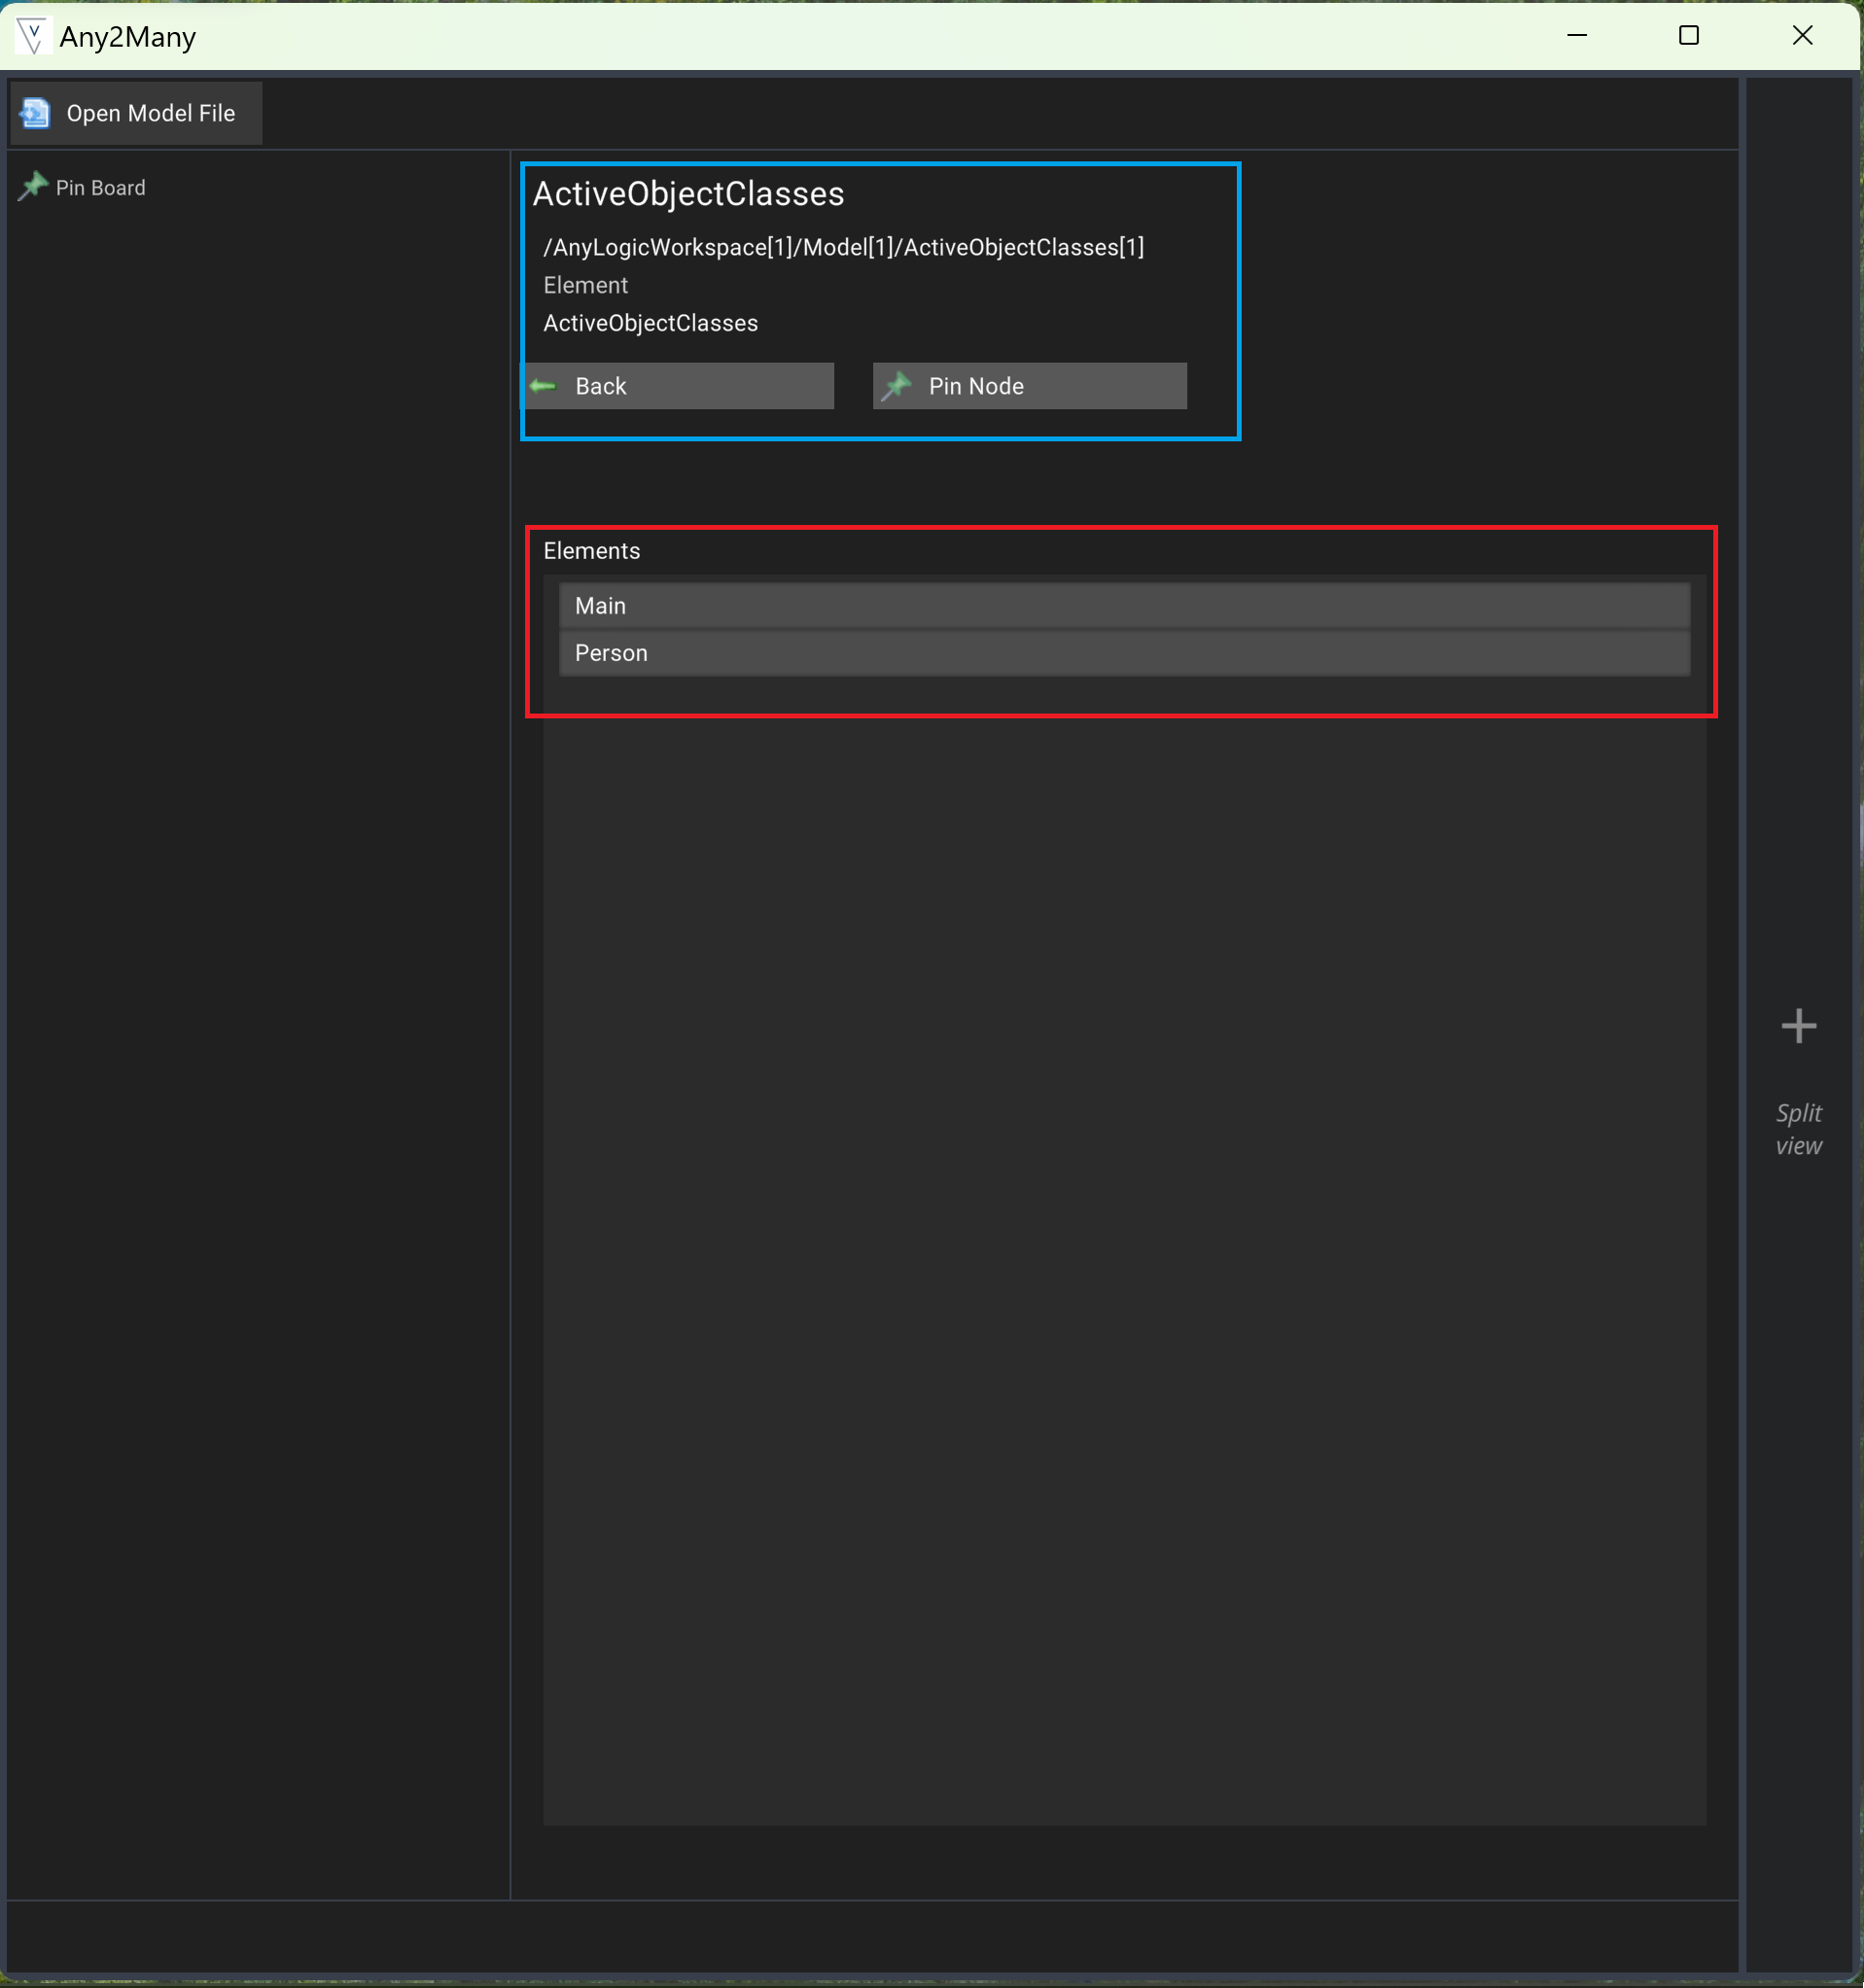 Any2Many
Open Model File
Pin Board
ActiveObjectClasses
/AnyLogicWorkspace[1]/Model[1]/ActiveObjectClasses[1]
Element
ActiveObjectClasses
Back
Pin Node
Elements
Main
Person
Split
view